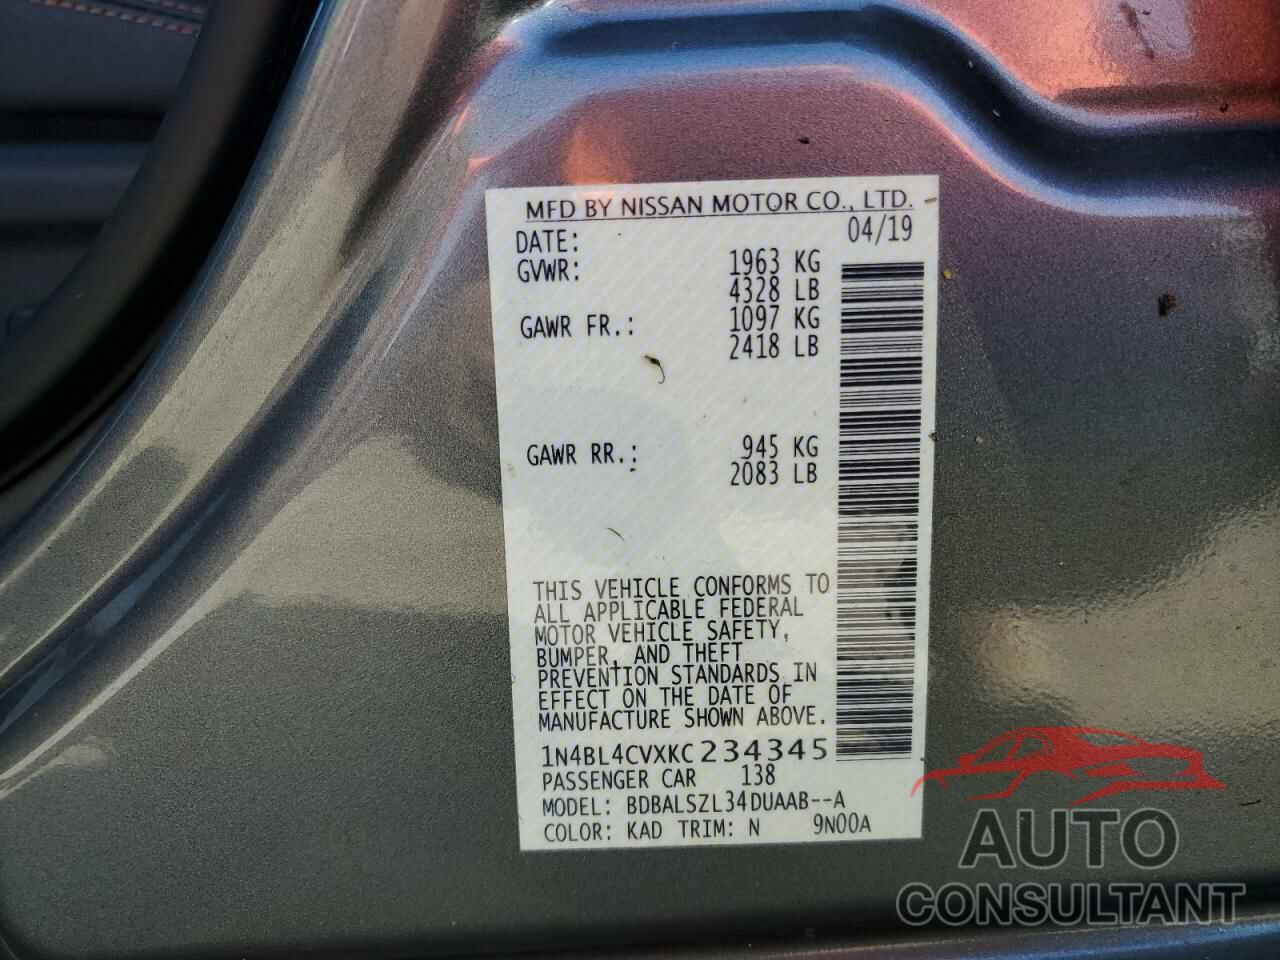 MFD BY NISSAN MOTOR CO., LTD.
DATE: 04/19
GVWR: 1963 KG
4328 LB
GAWR FR.: 1097 KG
2418 LB
GAWR RR.: 945 KG
2083 LB
THIS VEHICLE CONFORMS TO
ALL APPLICABLE FEDERAL
MOTOR VEHICLE SAFETY,
BUMPER, AND THEFT
PREVENTION STANDARDS IN
EFFECT ON THE DATE OF
MANUFACTURE SHOWN ABOVE.
1N4BL4CVXKC234345
PASSENGER CAR 138
MODEL: BDBALSZL34DUAAB--A
COLOR: KAD TRIM: N 9N00A
AUTO
CONSULTANT